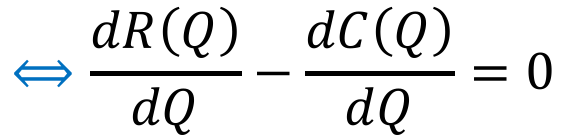 ⟺ dR(Q)/dQ − dC(Q)/dQ = 0